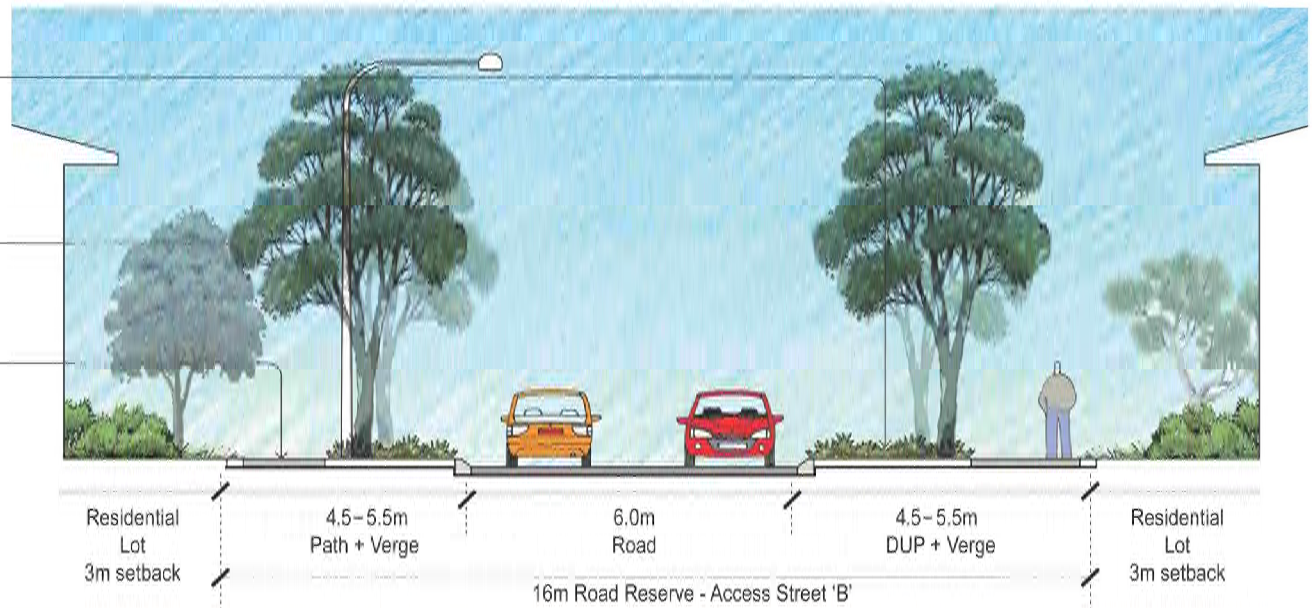 Residential
Lot
3m setback
4.5–5.5m
Path + Verge
6.0m
Road
4.5–5.5m
DUP + Verge
Residential
Lot
3m setback
16m Road Reserve - Access Street 'B'